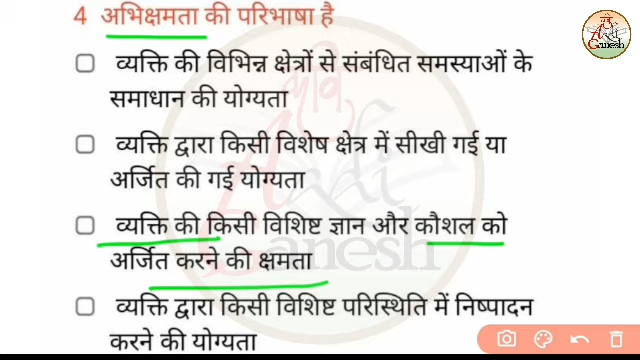 4 अभिक्षमता की परिभाषा है
व्यक्ति की विभिन्न क्षेत्रों से संबंधित समस्याओं के
समाधान की योग्यता
व्यक्ति द्वारा किसी विशेष क्षेत्र में सीखी गई या
अर्जित की गई योग्यता
व्यक्ति की किसी विशिष्ट ज्ञान और कौशल को
अर्जित करने की क्षमता
व्यक्ति द्वारा किसी विशिष्ट परिस्थिति में निष्पादन
करने की योग्यता
Ganesh